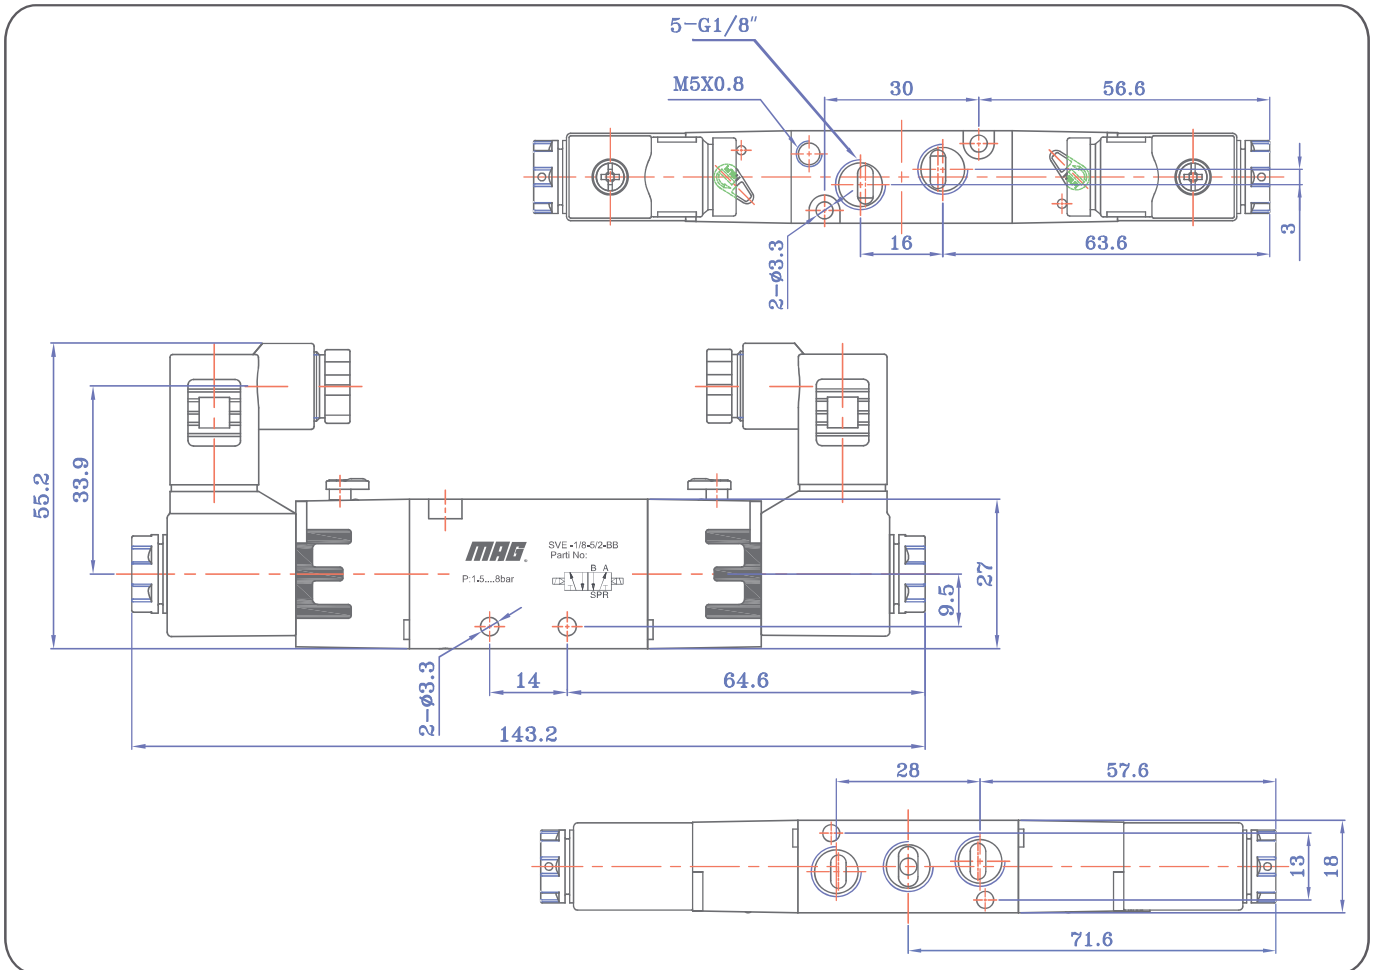 5-G1/8"
M5X0.8
30
56.6
2-ø3.3
16
63.6
3
55.2
33.9
MAG
SVE -1/8-5/2-BB
Parti No:
P:1.5....8bar
B A
SPR
27
9.5
2-ø3.3
14
64.6
143.2
28
57.6
13
18
71.6